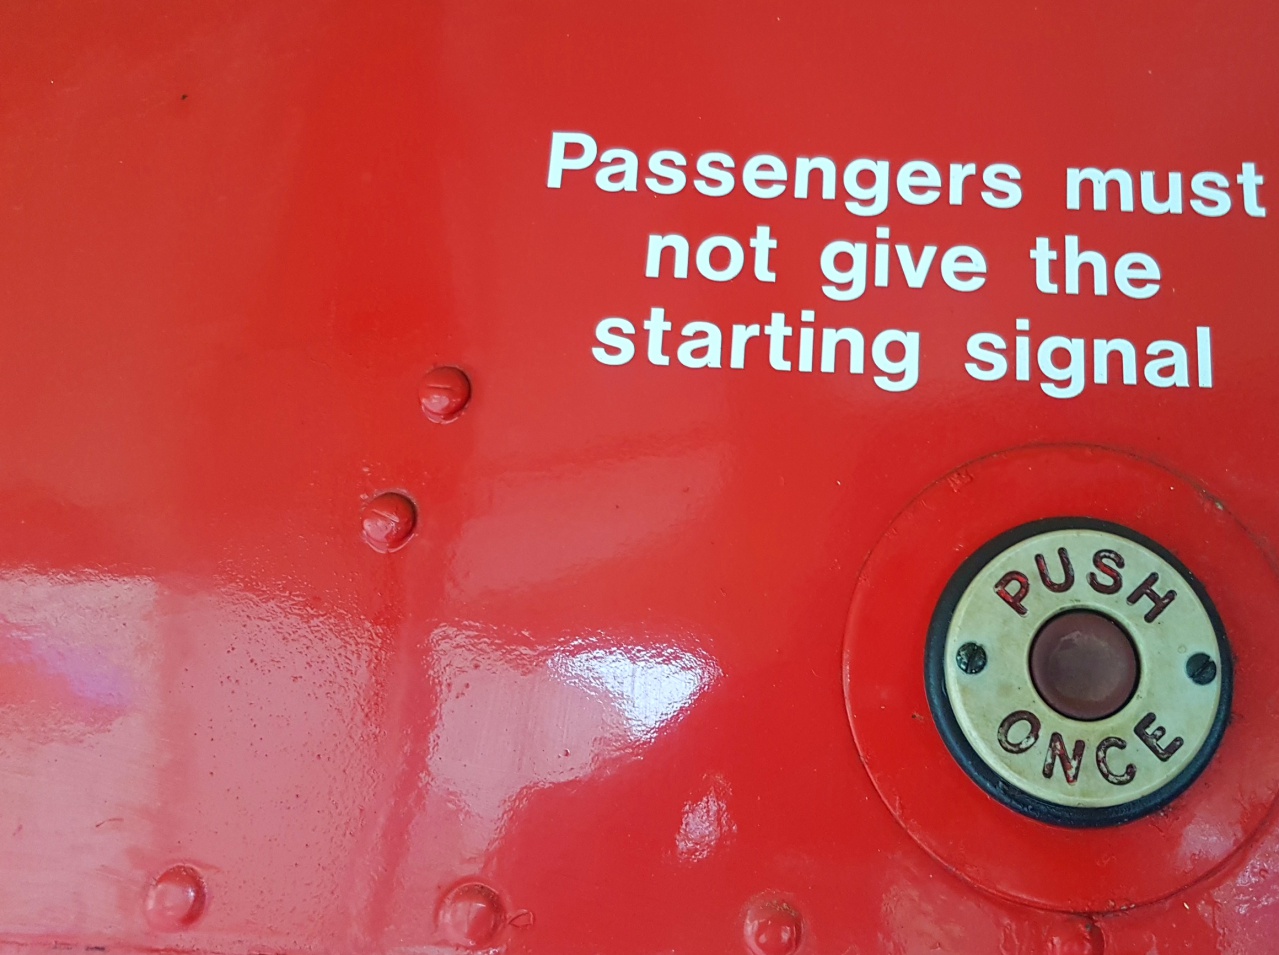 Passengers must
not give the
starting signal
PUSH
ONCE